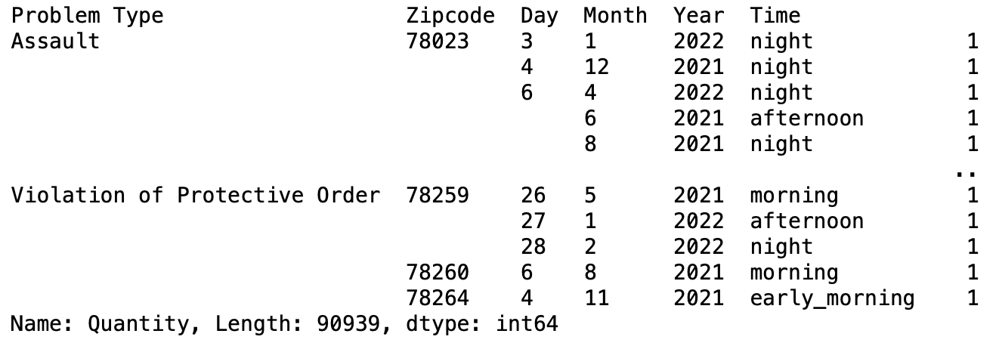 Problem Type                   Zipcode  Day  Month  Year  Time
Assault                        78023    3    1      2022  night            1
                                        4    12     2021  night            1
                                        6    4      2022  night            1
                                             6      2021  afternoon        1
                                             8      2021  night            1
                                                                          ..
Violation of Protective Order  78259    26   5      2021  morning          1
                                        27   1      2022  afternoon        1
                                        28   2      2022  night            1
                               78260    6    8      2021  morning          1
                               78264    4    11     2021  early_morning    1
Name: Quantity, Length: 90939, dtype: int64